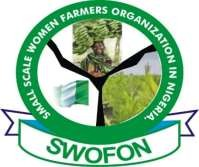 SMALL SCALE WOMEN FARMERS ORGANIZATION IN NIGERIA
SWOFON